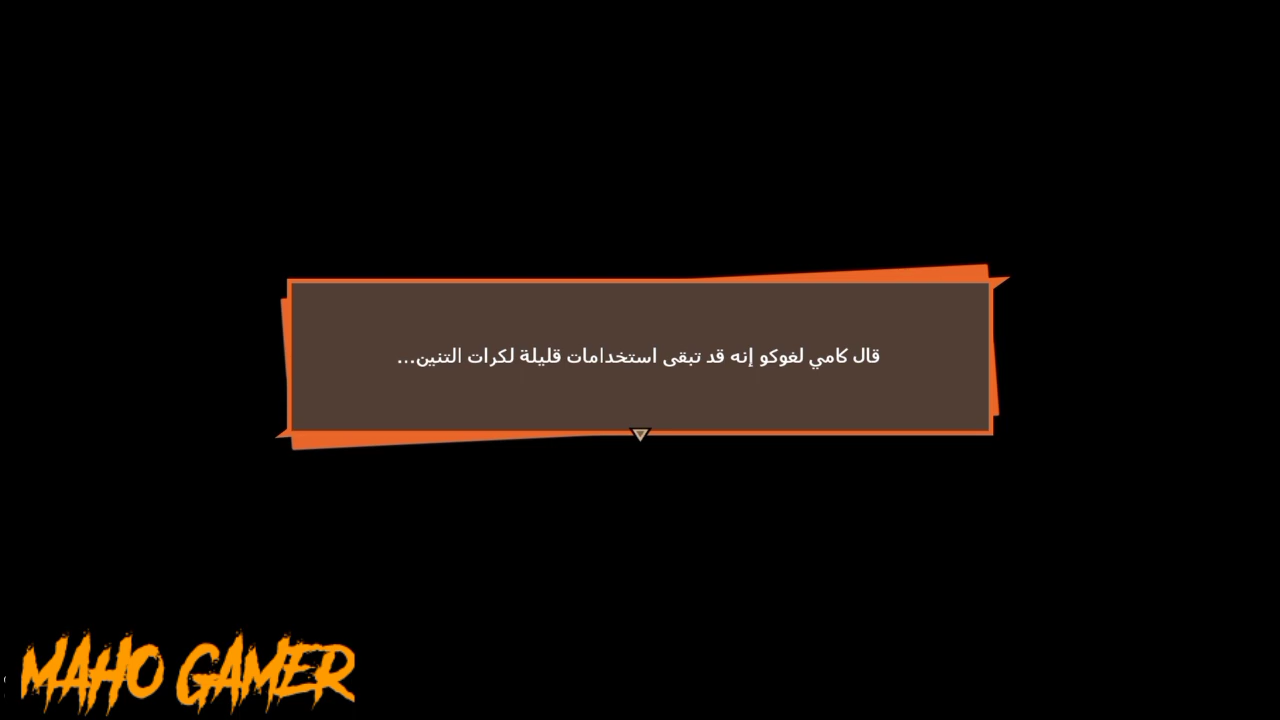 قال كامي لغوكو إنه قد تبقى استخدامات قليلة لكرات التنين...
MAHO GAMER